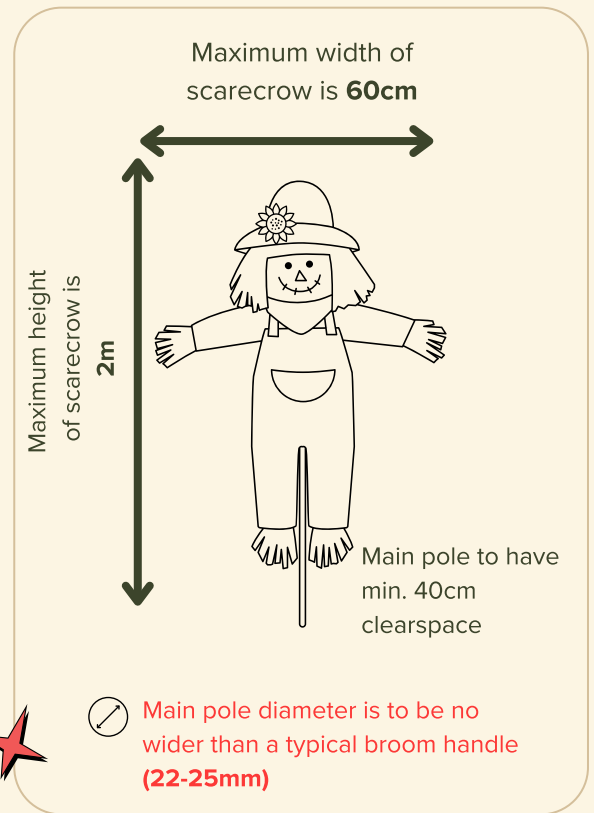 Maximum width of
scarecrow is 60cm
Maximum height
of scarecrow is
2m
Main pole to have
min. 40cm
clearspace
Main pole diameter is to be no
wider than a typical broom handle
(22-25mm)